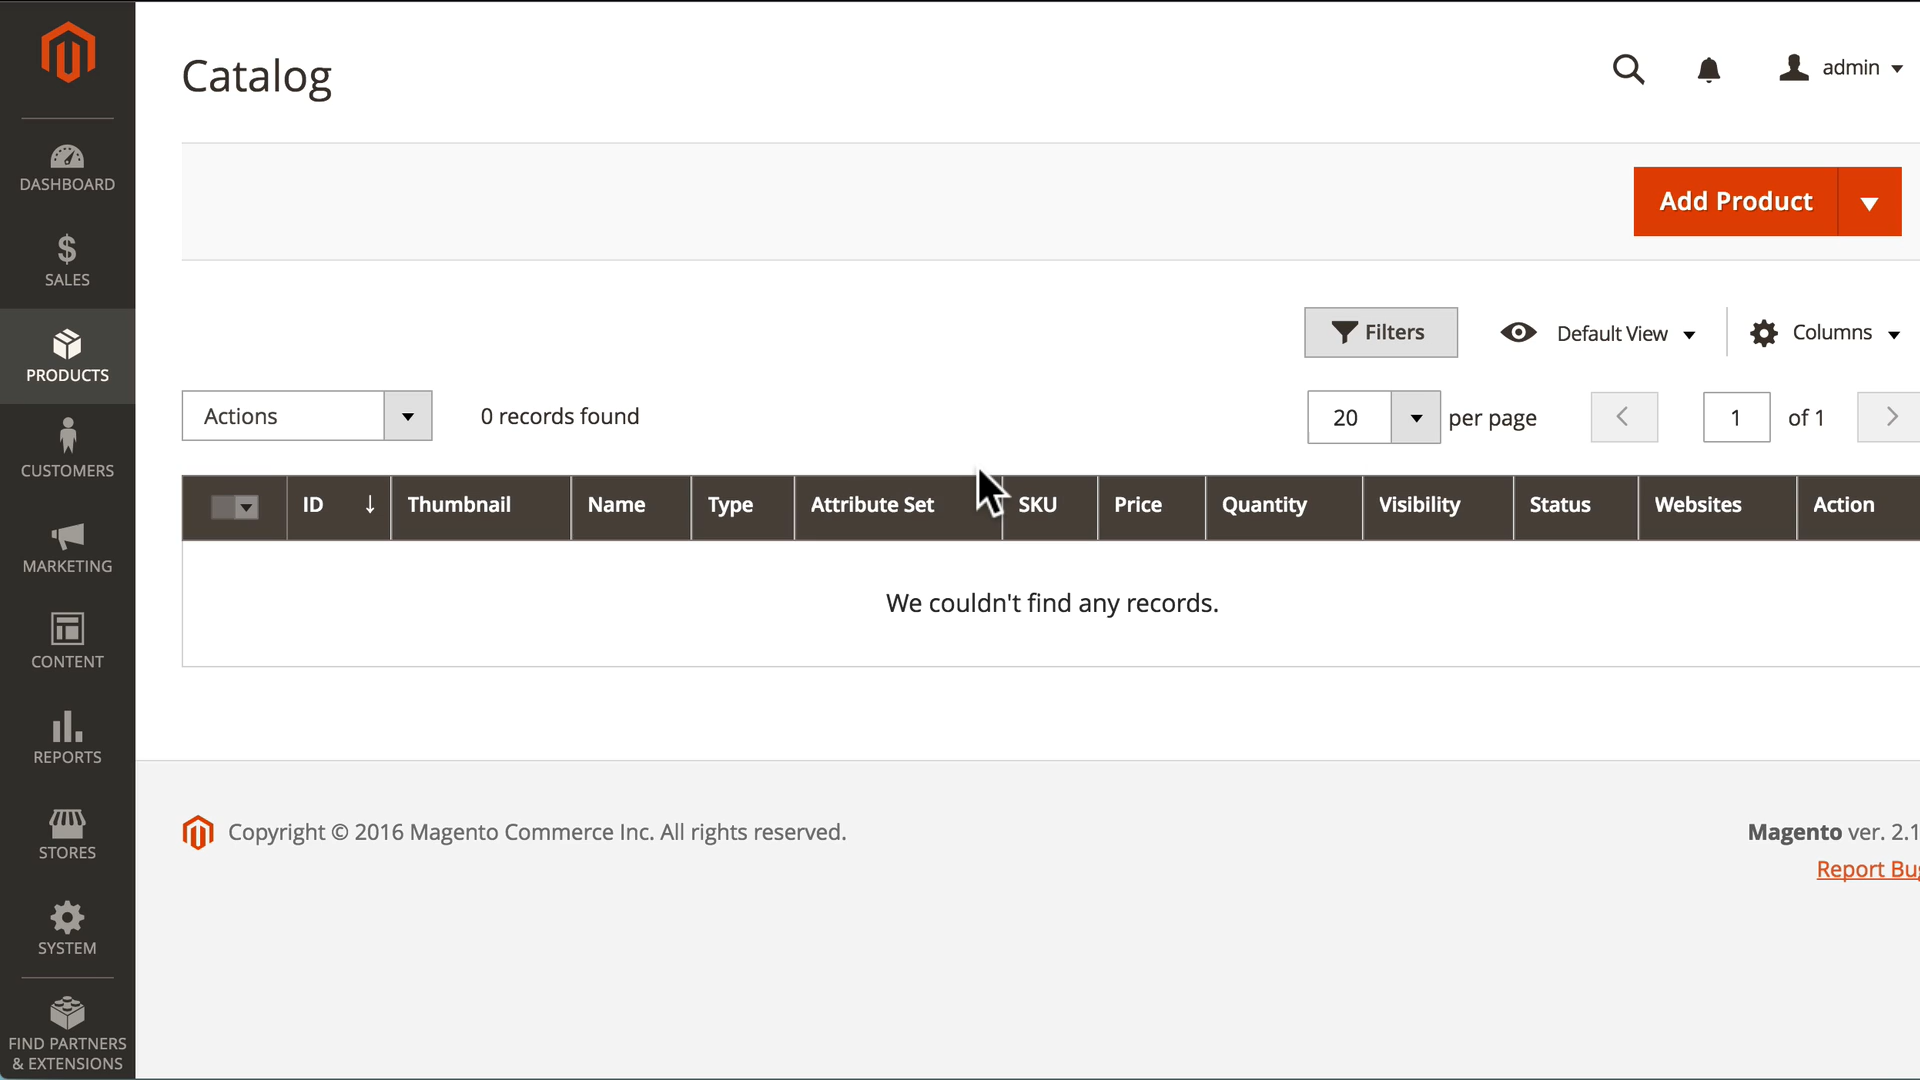 Catalog
admin
DASHBOARD
SALES
PRODUCTS
CUSTOMERS
MARKETING
CONTENT
REPORTS
STORES
SYSTEM
FIND PARTNERS
& EXTENSIONS
Add Product
Filters
Default View
Columns
Actions
0 records found
20
per page
1
of 1
ID ↓ Thumbnail Name Type Attribute Set SKU Price Quantity Visibility Status Websites Action
We couldn't find any records.
Copyright © 2016 Magento Commerce Inc. All rights reserved.
Magento ver. 2.1
Report Bug